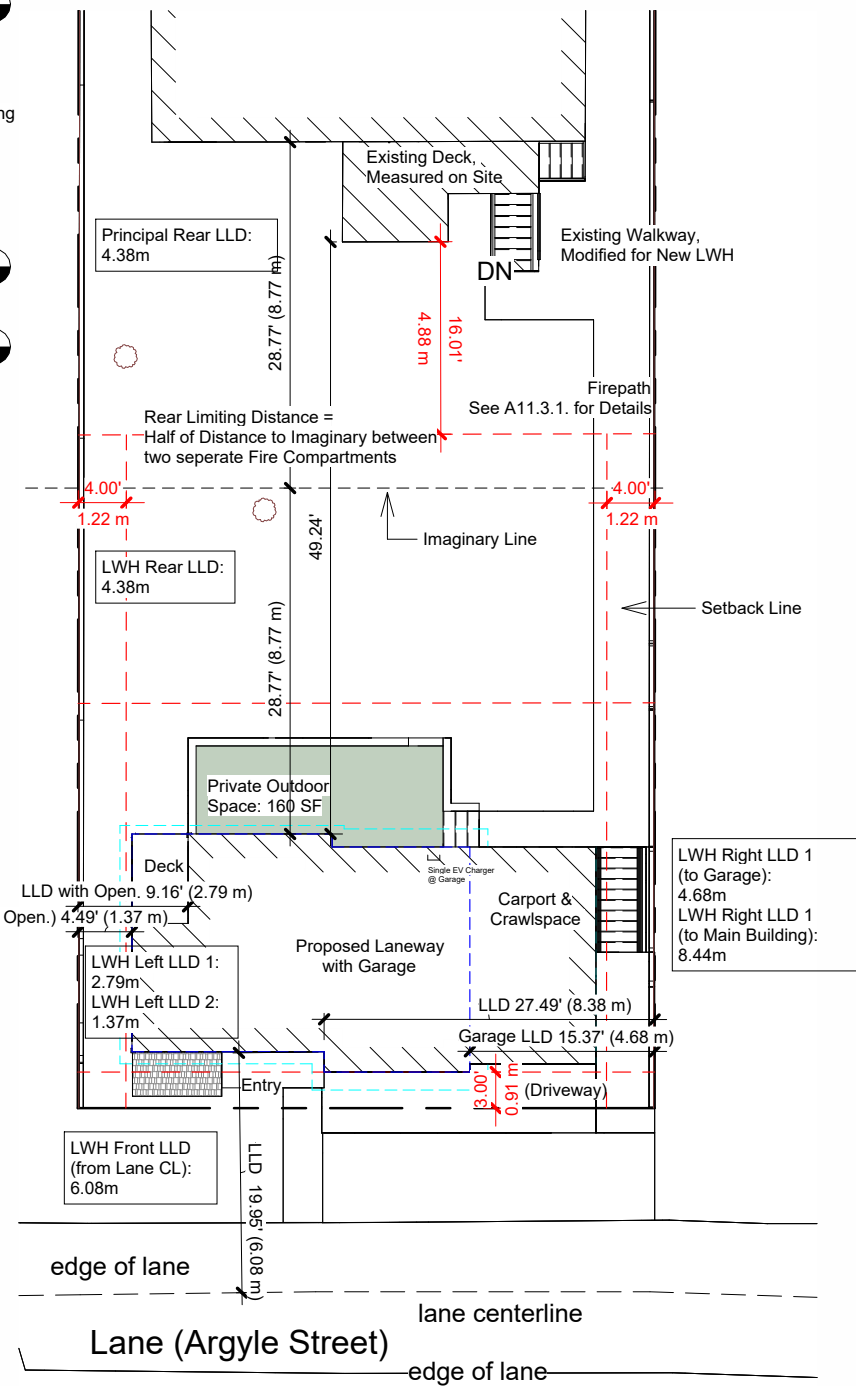 ng
Existing Deck,
Measured on Site
Principal Rear LLD:
4.38m
Existing Walkway,
Modified for New LWH
DN
28.77' (8.77 m)
16.01'
4.88 m
Firepath
See A11.3.1. for Details
Rear Limiting Distance =
Half of Distance to Imaginary between
two seperate Fire Compartments
4.00'
1.22 m
4.00'
1.22 m
49.24'
Imaginary Line
LWH Rear LLD:
4.38m
Setback Line
28.77' (8.77 m)
Private Outdoor
Space: 160 SF
Deck
Single EV Charger
@ Garage
LLD with Open. 9.16' (2.79 m)
Open.) 4.49' (1.37 m)
Carport &
Crawlspace
LWH Right LLD 1
(to Garage):
4.68m
LWH Right LLD 1
(to Main Building):
8.44m
Proposed Laneway
with Garage
LWH Left LLD 1:
2.79m
LWH Left LLD 2:
1.37m
LLD 27.49' (8.38 m)
Garage LLD 15.37' (4.68 m)
Entry
3.00'
0.91 m
(Driveway)
LWH Front LLD
(from Lane CL):
6.08m
LLD 19.95' (6.08 m)
edge of lane
lane centerline
Lane (Argyle Street)
edge of lane